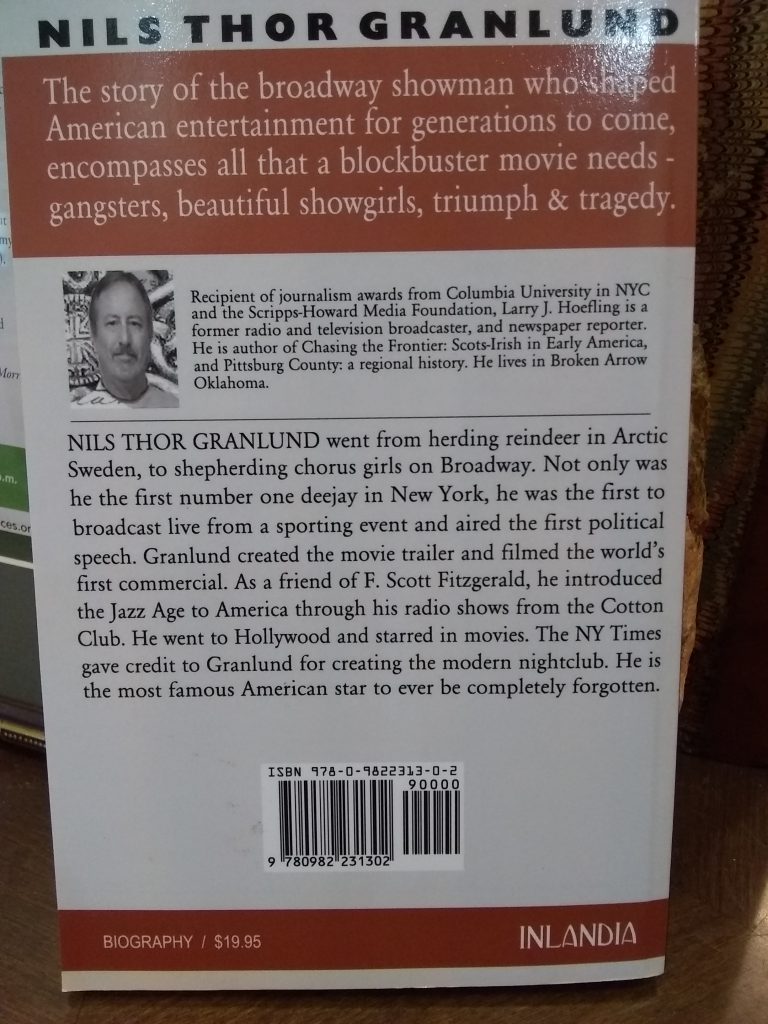 NILS THOR GRANLUND
The story of the broadway showman who shaped
American entertainment for generations to come,
encompasses all that a blockbuster movie needs -
gangsters, beautiful showgirls, triumph & tragedy.
Recipient of journalism awards from Columbia University in NYC
and the Scripps-Howard Media Foundation, Larry J. Hoefling is a
former radio and television broadcaster, and newspaper reporter.
He is author of Chasing the Frontier: Scots-Irish in Early America,
and Pittsburg County: a regional history. He lives in Broken Arrow
Oklahoma.
NILS THOR GRANLUND went from herding reindeer in Arctic
Sweden, to shepherding chorus girls on Broadway. Not only was
he the first number one deejay in New York, he was the first to
broadcast live from a sporting event and aired the first political
speech. Granlund created the movie trailer and filmed the world's
first commercial. As a friend of F. Scott Fitzgerald, he introduced
the Jazz Age to America through his radio shows from the Cotton
Club. He went to Hollywood and starred in movies. The NY Times
gave credit to Granlund for creating the modern nightclub. He is
the most famous American star to ever be completely forgotten.
ISBN 978-0-9822313-0-2
90000
9 780982 231302
BIOGRAPHY / $19.95
INLANDIA